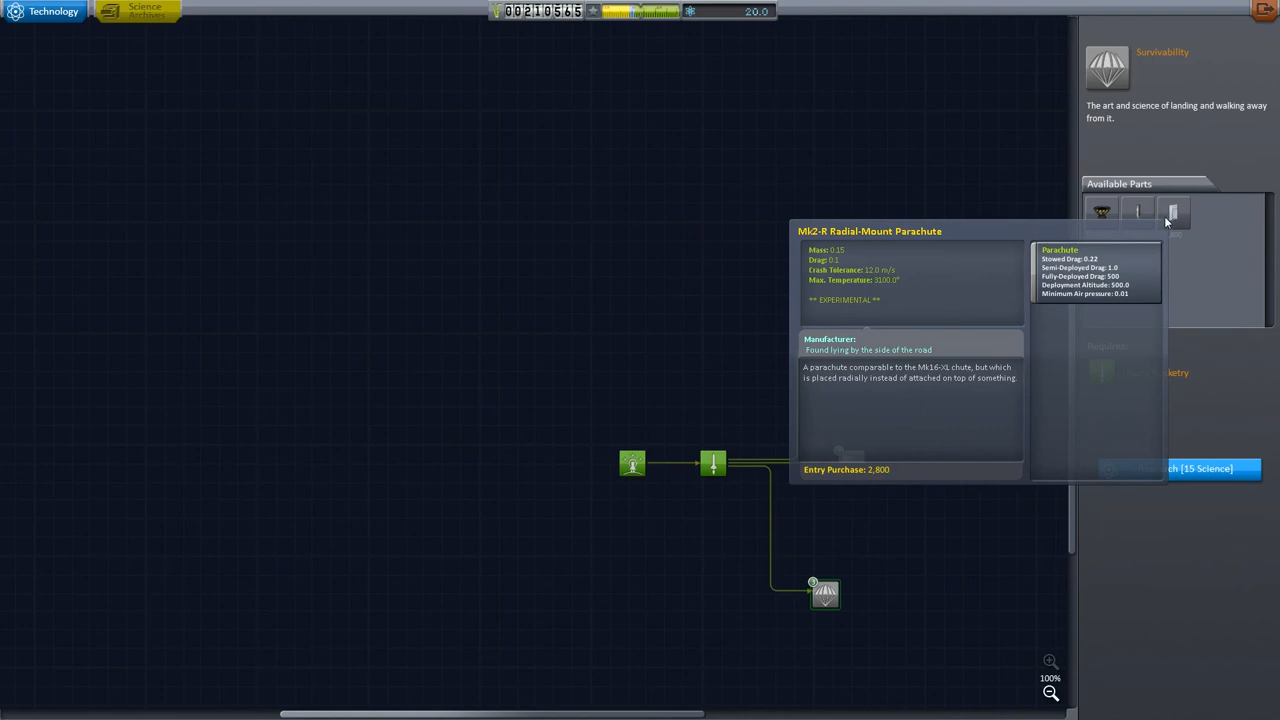 Technology
Science
Archives
00210565
20.0
Survivability
The art and science of landing and walking away
from it.
Available Parts
Mk2-R Radial-Mount Parachute
Mass: 0.15
Drag: 0.1
Crash Tolerance: 12.0 m/s
Max. Temperature: 3100.0°
** EXPERIMENTAL **
Parachute
Stowed Drag: 0.22
Semi-Deployed Drag: 1.0
Fully-Deployed Drag: 500
Deployment Altitude: 500.0
Minimum Air pressure: 0.01
Manufacturer:
Found lying by the side of the road
A parachute comparable to the Mk16-XL chute, but which
is placed radially instead of attached on top of something.
Entry Purchase: 2,800
Requires:
[15 Science]
100%